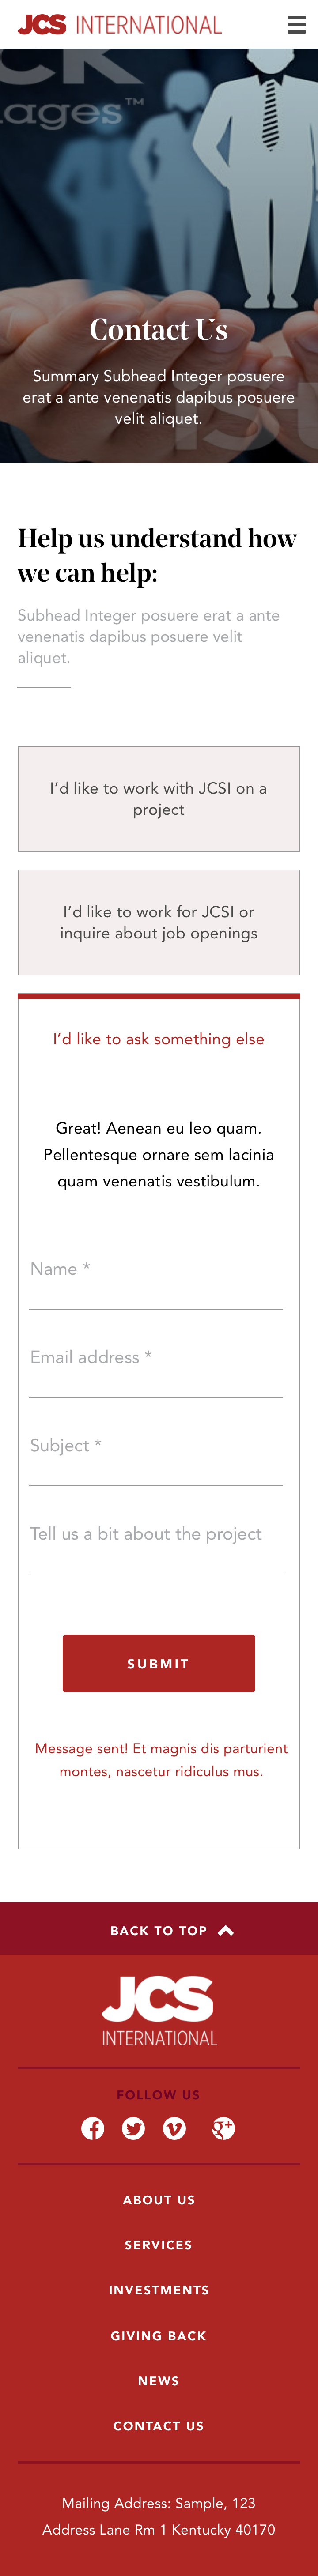 JCS INTERNATIONAL
CK
ages™
Contact Us
Summary Subhead Integer posuere
erat a ante venenatis dapibus posuere
velit aliquet.
Help us understand how
we can help:
Subhead Integer posuere erat a ante
venenatis dapibus posuere velit
aliquet.
I'd like to work with JCSI on a
project
I'd like to work for JCSI or
inquire about job openings
I'd like to ask something else
Great! Aenean eu leo quam.
Pellentesque ornare sem lacinia
quam venenatis vestibulum.
Name *
Email address *
Subject *
Tell us a bit about the project
SUBMIT
Message sent! Et magnis dis parturient
montes, nascetur ridiculus mus.
BACK TO TOP
JCS
INTERNATIONAL
FOLLOW US
ABOUT US
SERVICES
INVESTMENTS
GIVING BACK
NEWS
CONTACT US
Mailing Address: Sample, 123
Address Lane Rm 1 Kentucky 40170